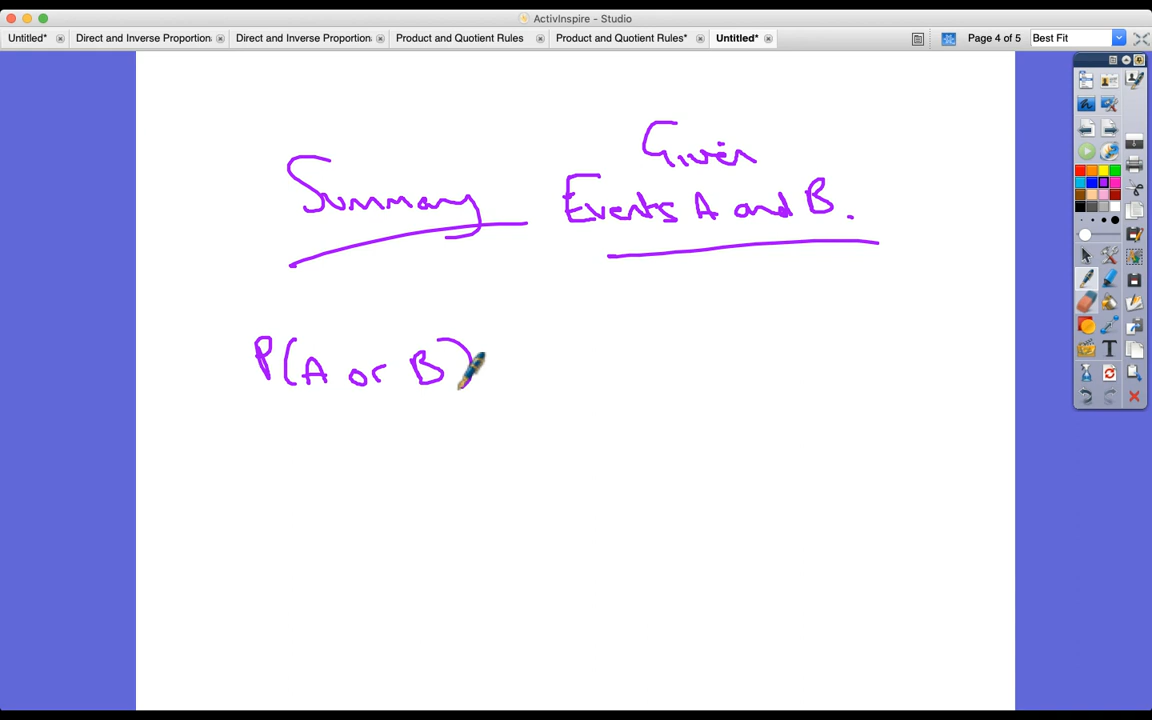 ActivInspire - Studio
Untitled* Direct and Inverse Proportion: Direct and Inverse Proportion: Product and Quotient Rules Product and Quotient Rules* Untitled* Page 4 of 5 Best Fit
Given
Summary Events A and B.
P(A or B)
T